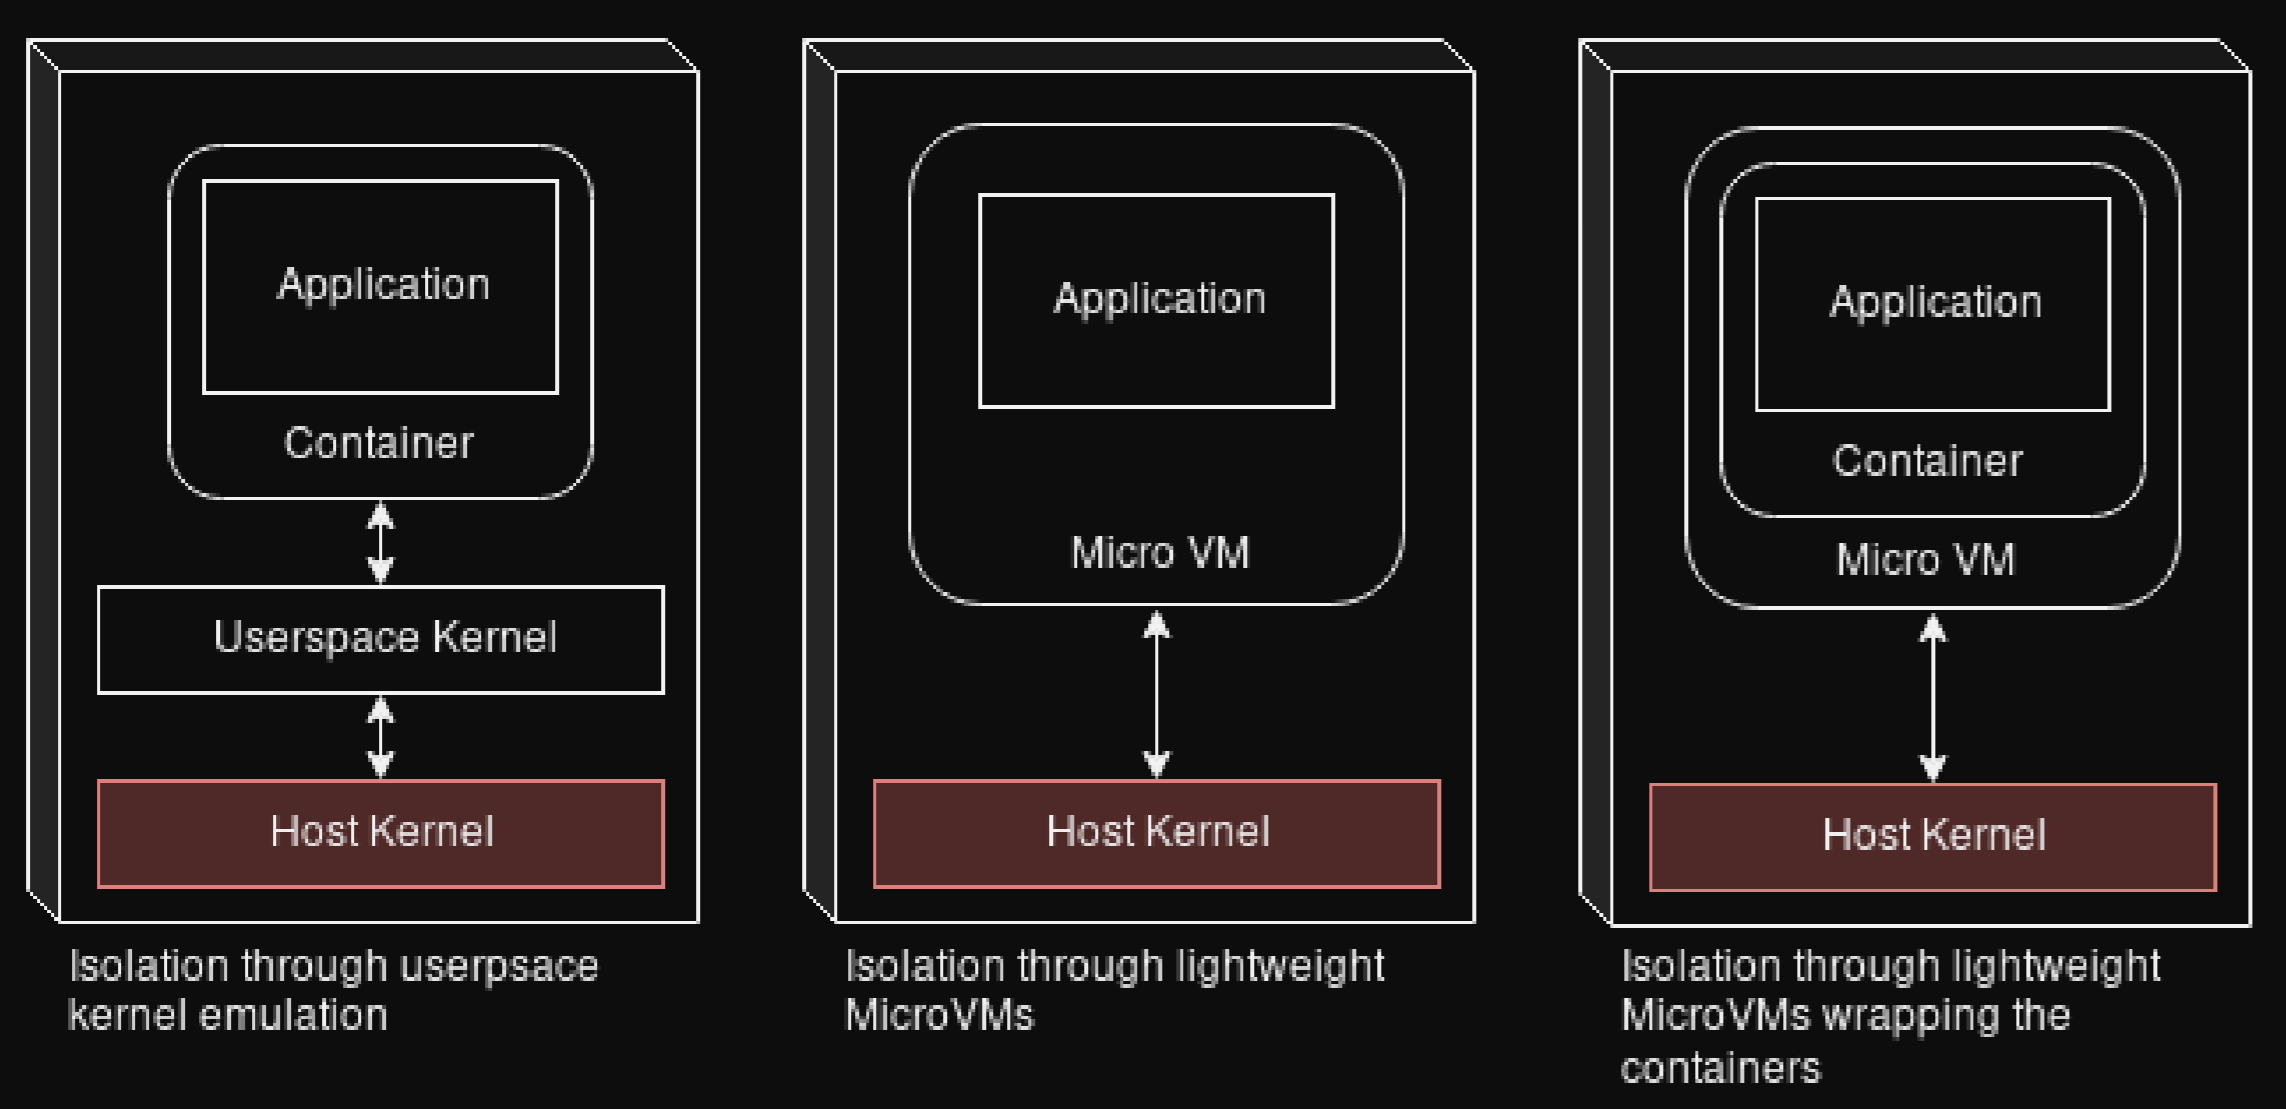 Application
Container
Userspace Kernel
Host Kernel
Isolation through userpsace
kernel emulation
Application
Micro VM
Host Kernel
Isolation through lightweight
MicroVMs
Application
Container
Micro VM
Host Kernel
Isolation through lightweight
MicroVMs wrapping the
containers